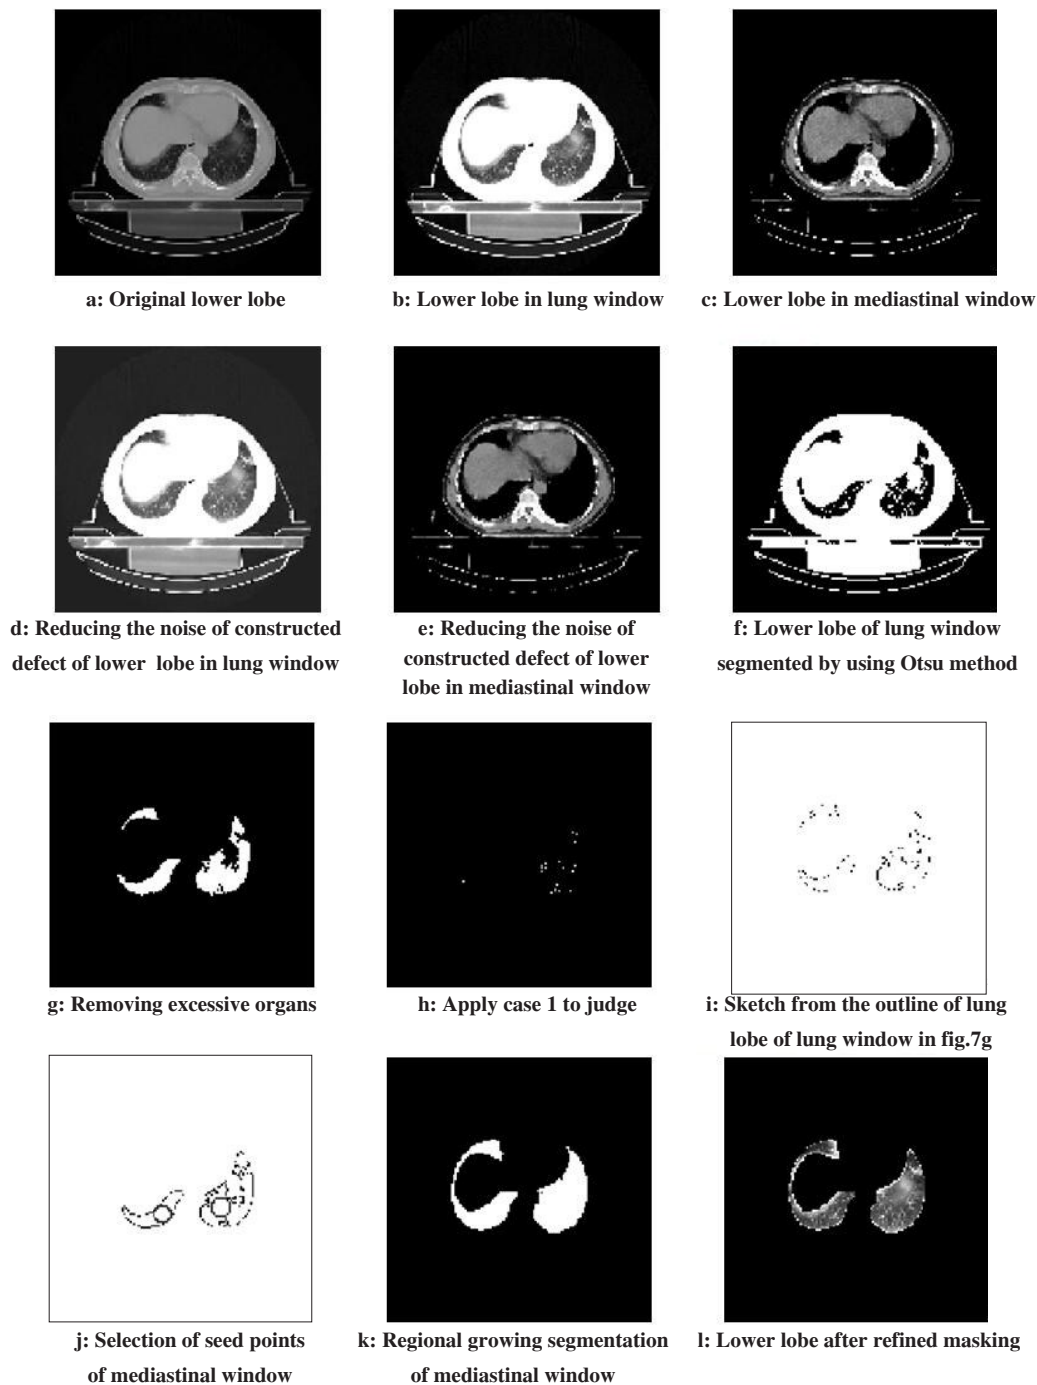 a: Original lower lobe
b: Lower lobe in lung window
c: Lower lobe in mediastinal window
d: Reducing the noise of constructed
defect of lower lobe in lung window
e: Reducing the noise of
constructed defect of lower
lobe in mediastinal window
f: Lower lobe of lung window
segmented by using Otsu method
g: Removing excessive organs
h: Apply case 1 to judge
i: Sketch from the outline of lung
lobe of lung window in fig.7g
j: Selection of seed points
of mediastinal window
k: Regional growing segmentation
of mediastinal window
l: Lower lobe after refined masking